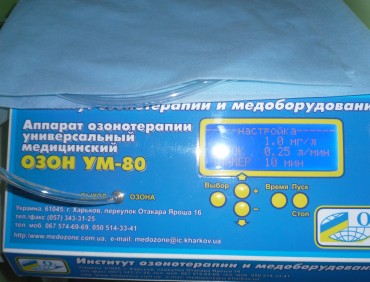 озонотерапии и медоборудования
Аппарат озонотерапии
универсальный
медицинский
ОЗОН УМ-80
настройка
1.0 мг/л
0.25 л/мин
10 мин
ВЫХОД ОЗОНА
Выбор
Время Пуск
Стоп
Украина, 61045, г. Харьков, переулок Отакара Яроша 16
тел./факс (057) 343-31-25
тел моб. 067 574-69-69, 050 514-33-41
http://www.medozone.com.ua, e-mail: medozone@ic.kharkov.ua
Институт озонотерапии и медоборудования